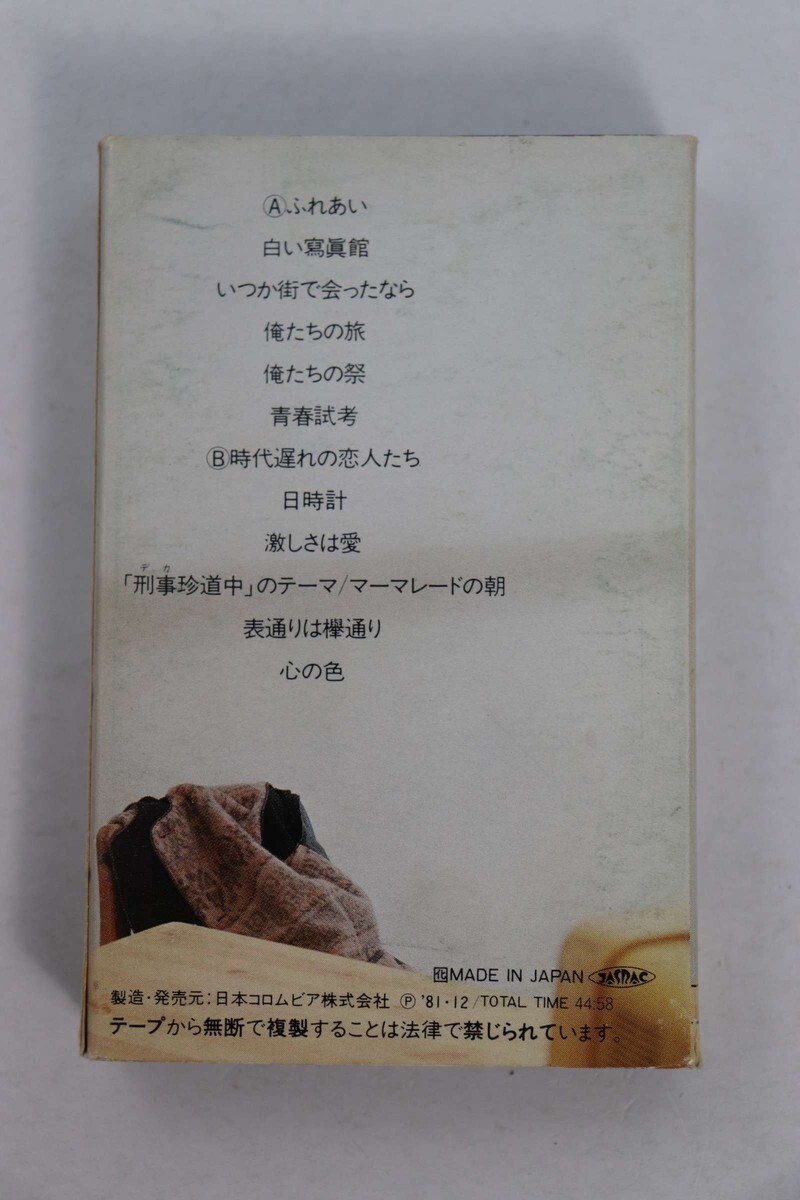 Ⓐふれあい
白い寫眞館
いつか街で会ったなら
俺たちの旅
俺たちの祭
青春試考
Ⓑ時代遅れの恋人たち
日時計
激しさは愛
デカ
「刑事珍道中」のテーマ/マーマレードの朝
表通りは欅通り
心の色
MADE IN JAPAN JASRAC
製造・発売元:日本コロムビア株式会社 Ⓟ '81・12/TOTAL TIME 44:58
テープから無断で複製することは法律で禁じられています。